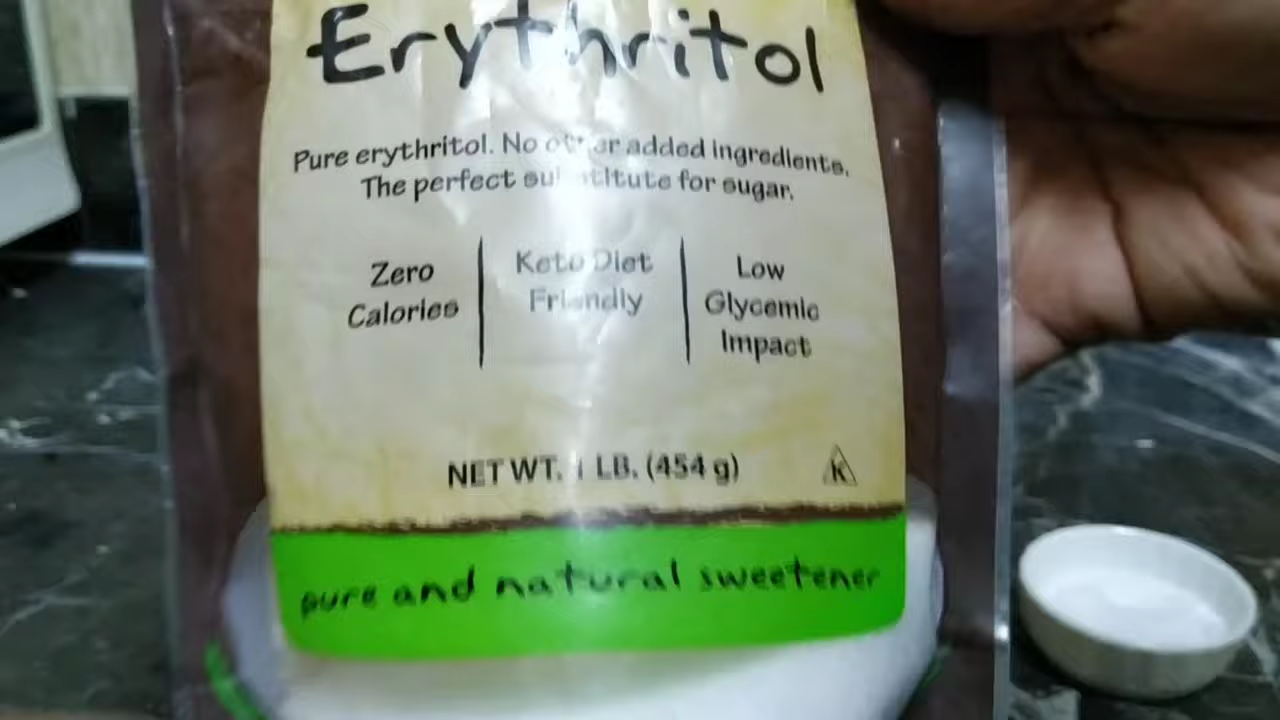 Erythritol
Pure erythritol. No other added ingredients.
The perfect substitute for sugar.
Zero
Calories
Keto Diet
Friendly
Low
Glycemic
Impact
NET WT. 1 LB. (454 g)
K
pure and natural sweetener